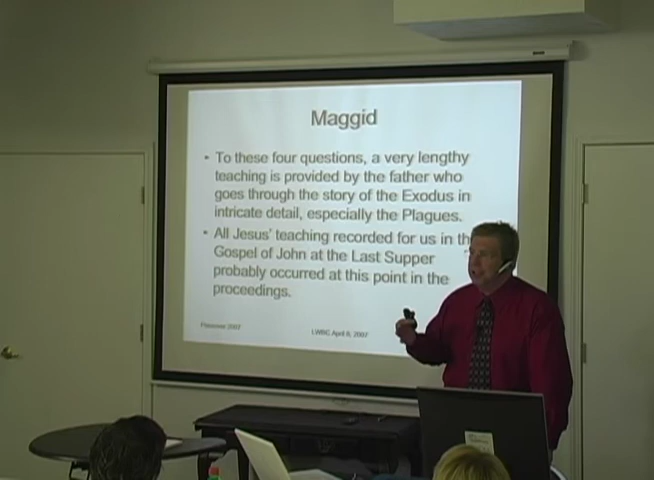 Maggid
• To these four questions, a very lengthy
teaching is provided by the father who
goes through the story of the Exodus in
intricate detail, especially the Plagues.
• All Jesus' teaching recorded for us in th
Gospel of John at the Last Supper
probably occurred at this point in the
proceedings.
Passover 2007
LWBC April 6, 2007